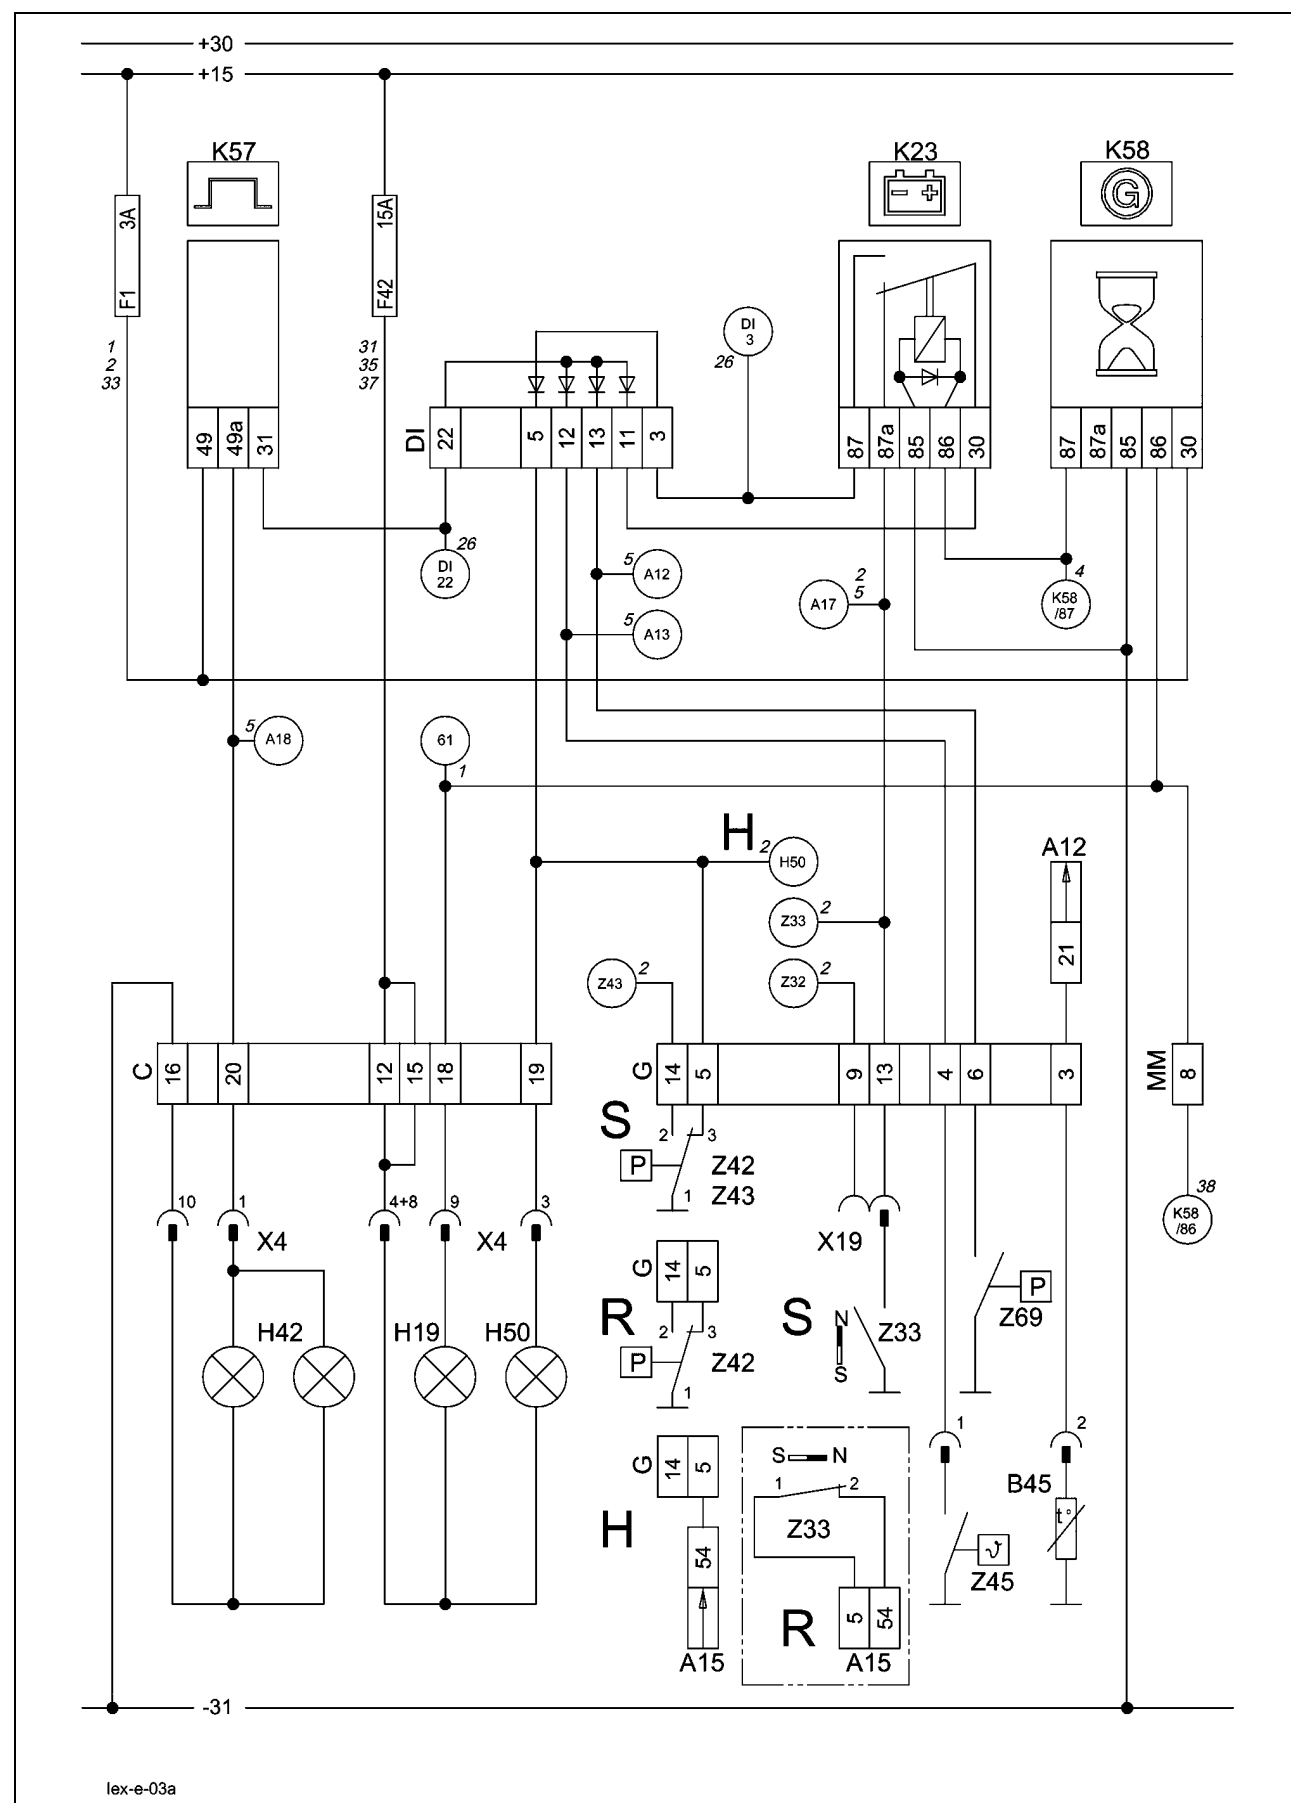 +30
+15
K57
K23
K58
G
3A
F1
15A
F42
DI
3
26
1
2
33
31
35
37
49
49a
31
DI
22
5
12
13
11
3
87
87a
85
86
30
87
87a
85
86
30
26
DI
22
5
A12
5
A13
2
5
A17
4
K58
/87
5
A18
61
1
H
2
H50
A12
21
2
Z33
2
Z43
2
Z32
C
16
20
12
15
18
19
G
14
5
9
13
4
6
3
MM
8
S
2
3
P
Z42
Z43
1
10
1
X4
4+8
9
X4
3
X19
38
K58
/86
G
14
5
R
2
3
P
Z42
1
S
N
S
Z33
P
Z69
H42
H19
H50
G
14
5
H
54
A15
S
N
1
2
Z33
R
5
54
A15
1
ϑ
Z45
2
B45
t°
-31
lex-e-03a